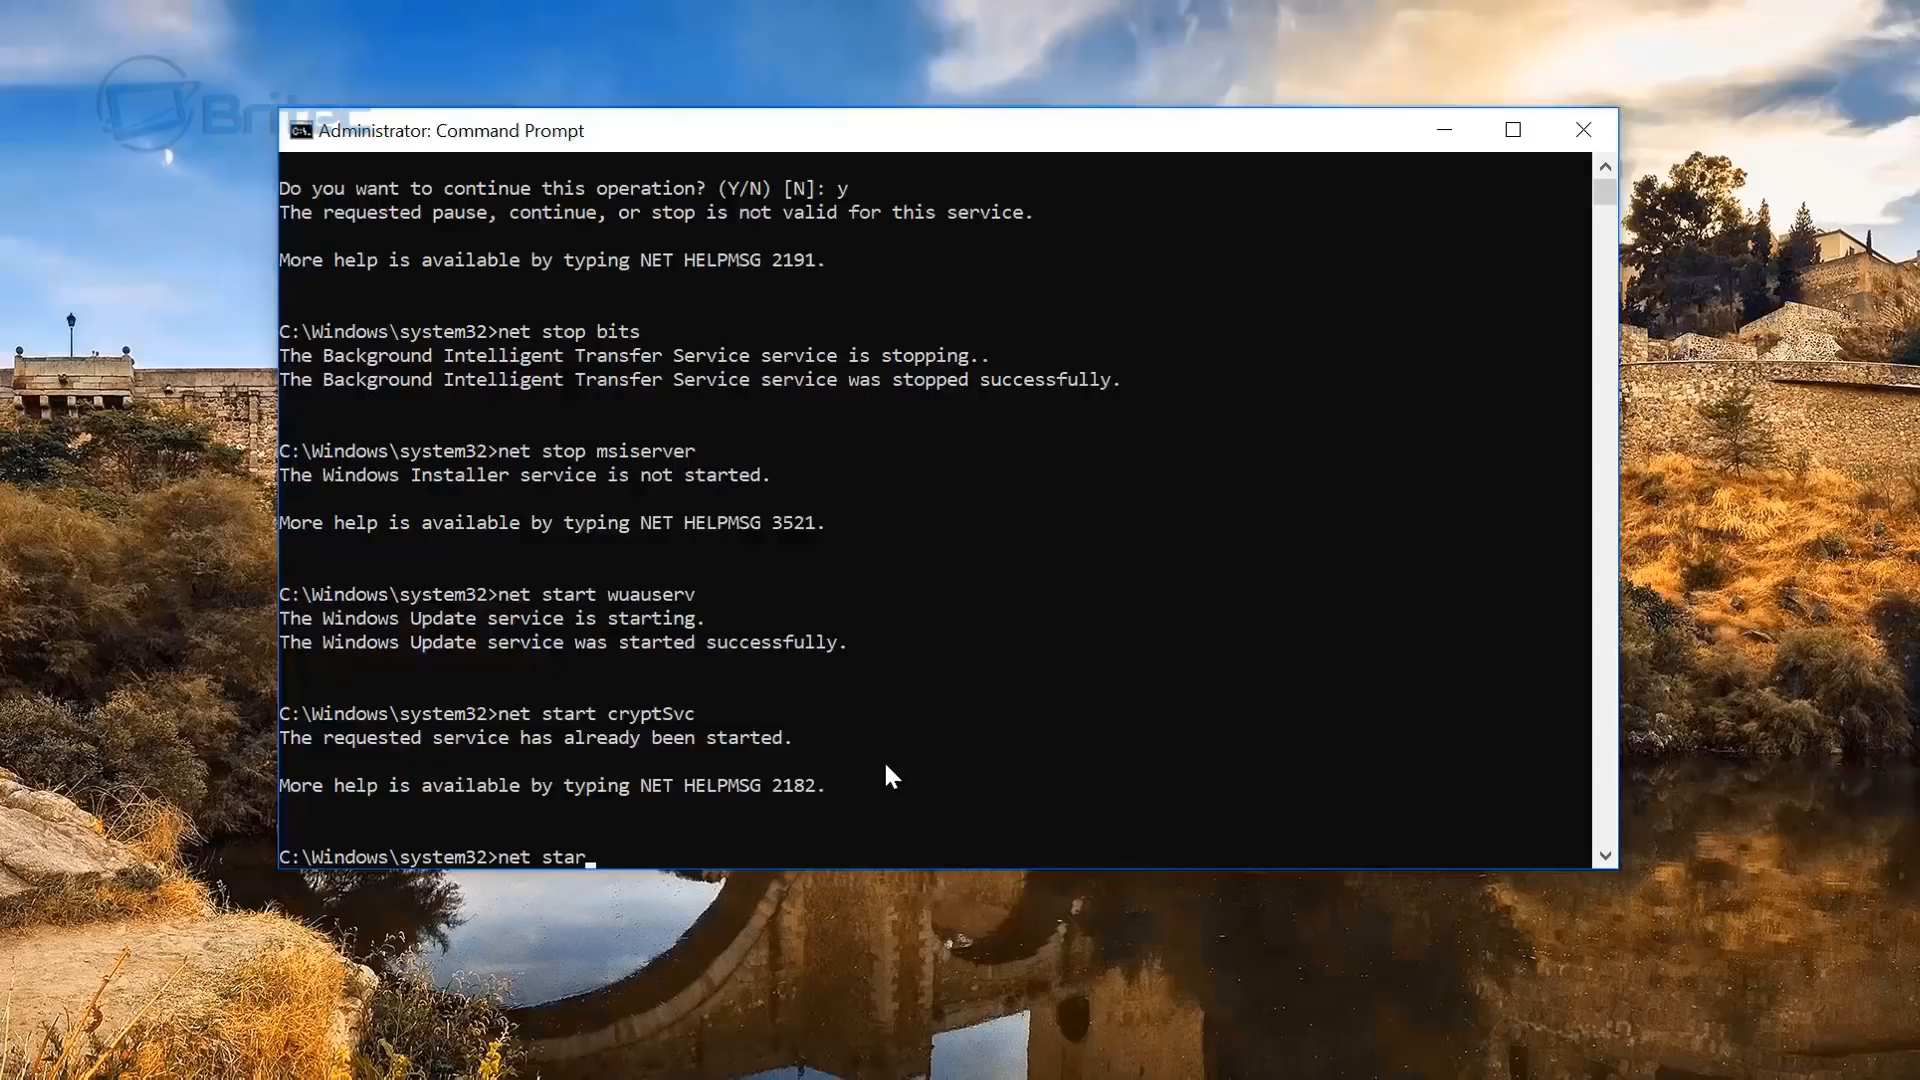 Britec
Administrator: Command Prompt
Do you want to continue this operation? (Y/N) [N]: y
The requested pause, continue, or stop is not valid for this service.
More help is available by typing NET HELPMSG 2191.
C:\Windows\system32>net stop bits
The Background Intelligent Transfer Service service is stopping..
The Background Intelligent Transfer Service service was stopped successfully.
C:\Windows\system32>net stop msiserver
The Windows Installer service is not started.
More help is available by typing NET HELPMSG 3521.
C:\Windows\system32>net start wuauserv
The Windows Update service is starting.
The Windows Update service was started successfully.
C:\Windows\system32>net start cryptSvc
The requested service has already been started.
More help is available by typing NET HELPMSG 2182.
C:\Windows\system32>net star